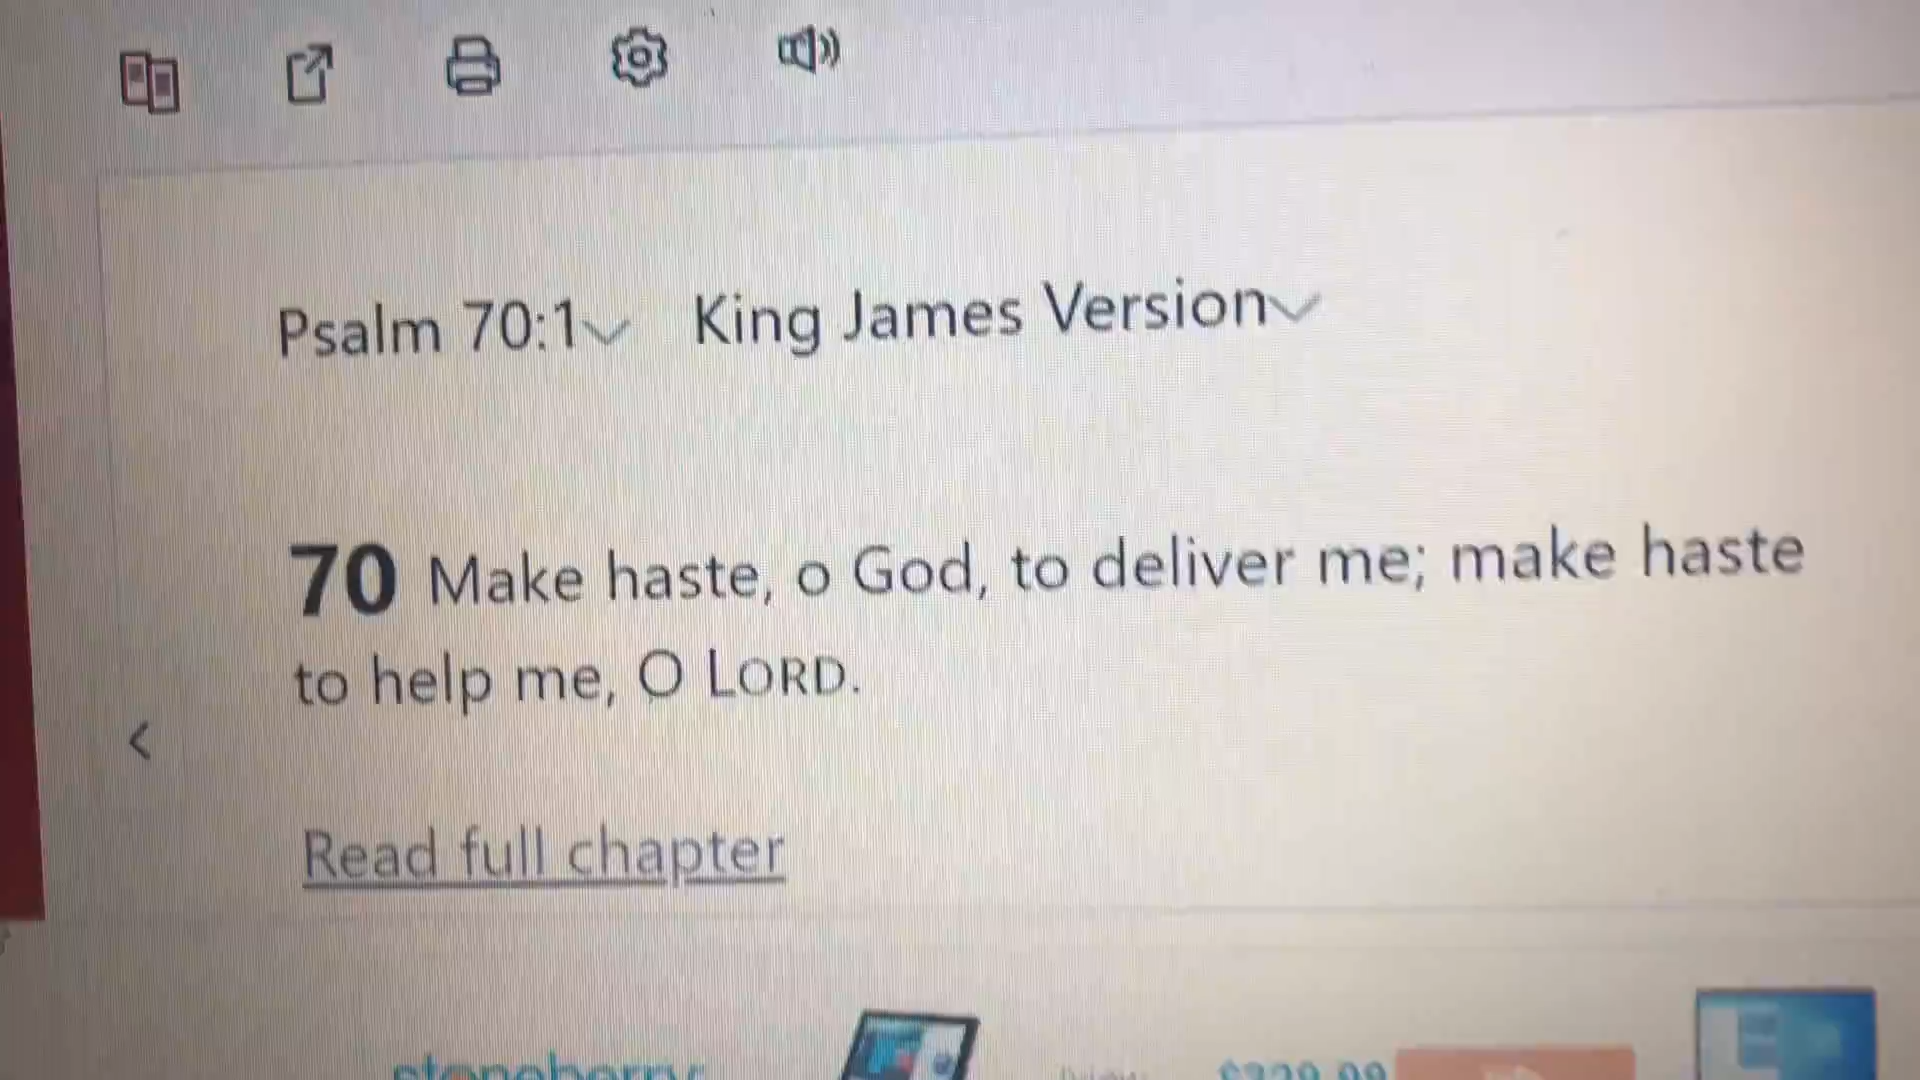 Psalm 70:1 King James Version
70 Make haste, o God, to deliver me; make haste
to help me, O LORD.
Read full chapter
stoneberry